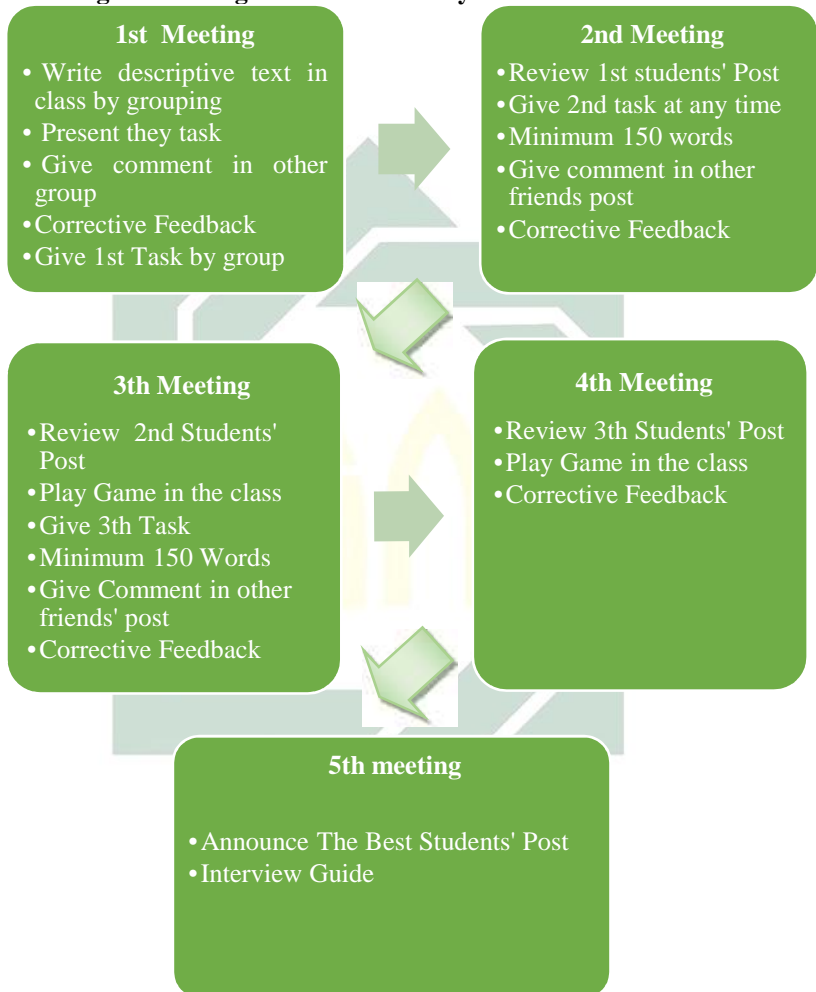 1st Meeting
• Write descriptive text in
class by grouping
• Present they task
• Give comment in other
group
• Corrective Feedback
• Give 1st Task by group
2nd Meeting
•Review 1st students' Post
•Give 2nd task at any time
•Minimum 150 words
•Give comment in other
friends post
•Corrective Feedback
3th Meeting
•Review 2nd Students'
Post
•Play Game in the class
•Give 3th Task
•Minimum 150 Words
•Give Comment in other
friends' post
•Corrective Feedback
4th Meeting
•Review 3th Students' Post
•Play Game in the class
•Corrective Feedback
5th meeting
•Announce The Best Students' Post
•Interview Guide